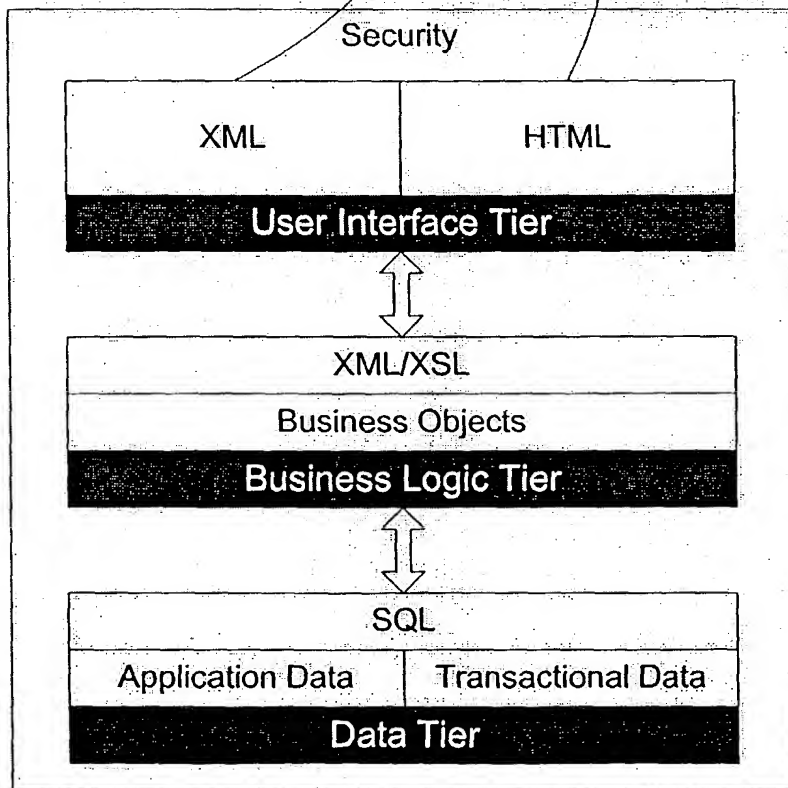 Security
XML HTML
User Interface Tier
XML/XSL
Business Objects
Business Logic Tier
SQL
Application Data Transactional Data
Data Tier